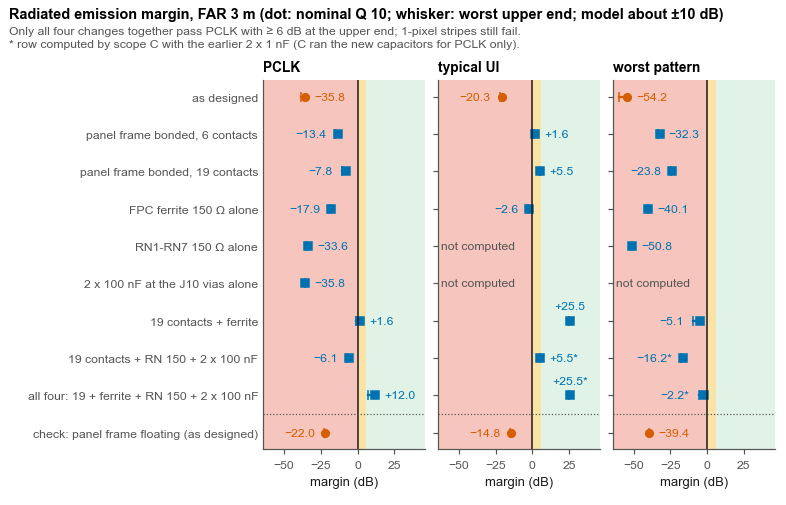 Radiated emission margin, FAR 3 m (dot: nominal Q 10; whisker: worst upper end; model about ±10 dB)
Only all four changes together pass PCLK with ≥ 6 dB at the upper end; 1-pixel stripes still fail.
* row computed by scope C with the earlier 2 x 1 nF (C ran the new capacitors for PCLK only).
PCLK typical UI worst pattern
as designed −35.8 −20.3 −54.2
panel frame bonded, 6 contacts −13.4 +1.6 −32.3
panel frame bonded, 19 contacts −7.8 +5.5 −23.8
FPC ferrite 150 Ω alone −17.9 −2.6 −40.1
RN1-RN7 150 Ω alone −33.6 not computed −50.8
2 x 100 nF at the J10 vias alone −35.8 not computed not computed
19 contacts + ferrite +1.6 +25.5 −5.1
19 contacts + RN 150 + 2 x 100 nF −6.1 +5.5* −16.2*
all four: 19 + ferrite + RN 150 + 2 x 100 nF +12.0 +25.5* −2.2*
check: panel frame floating (as designed) −22.0 −14.8 −39.4
−50 −25 0 25 −50 −25 0 25 −50 −25 0 25
margin (dB) margin (dB) margin (dB)